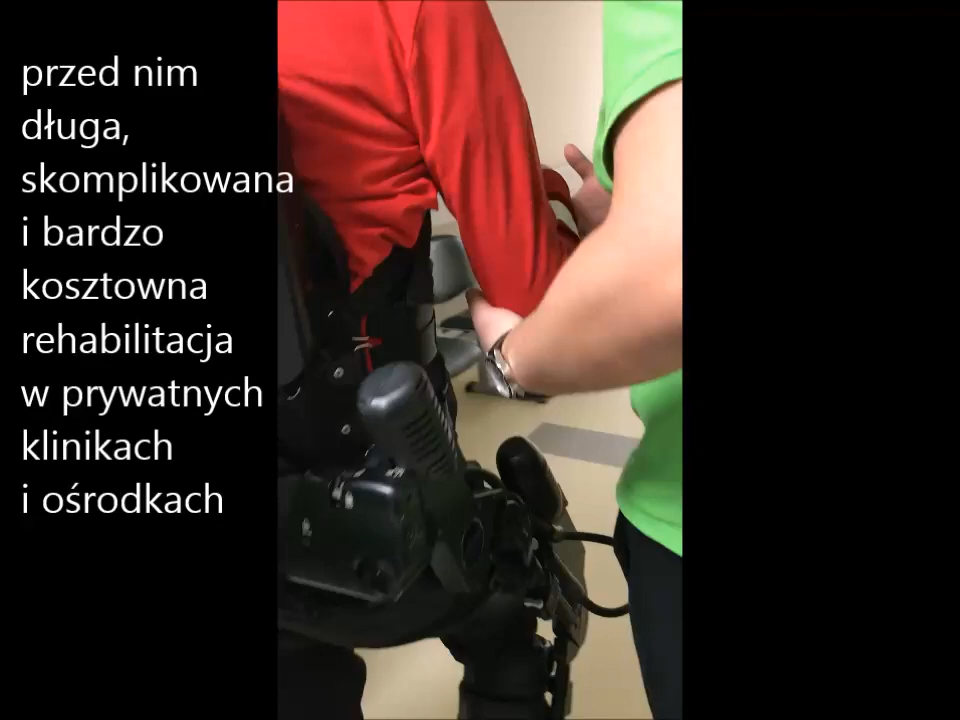 przed nim
długa,
skomplikowana
i bardzo
kosztowna
rehabilitacja
w prywatnych
klinikach
i ośrodkach